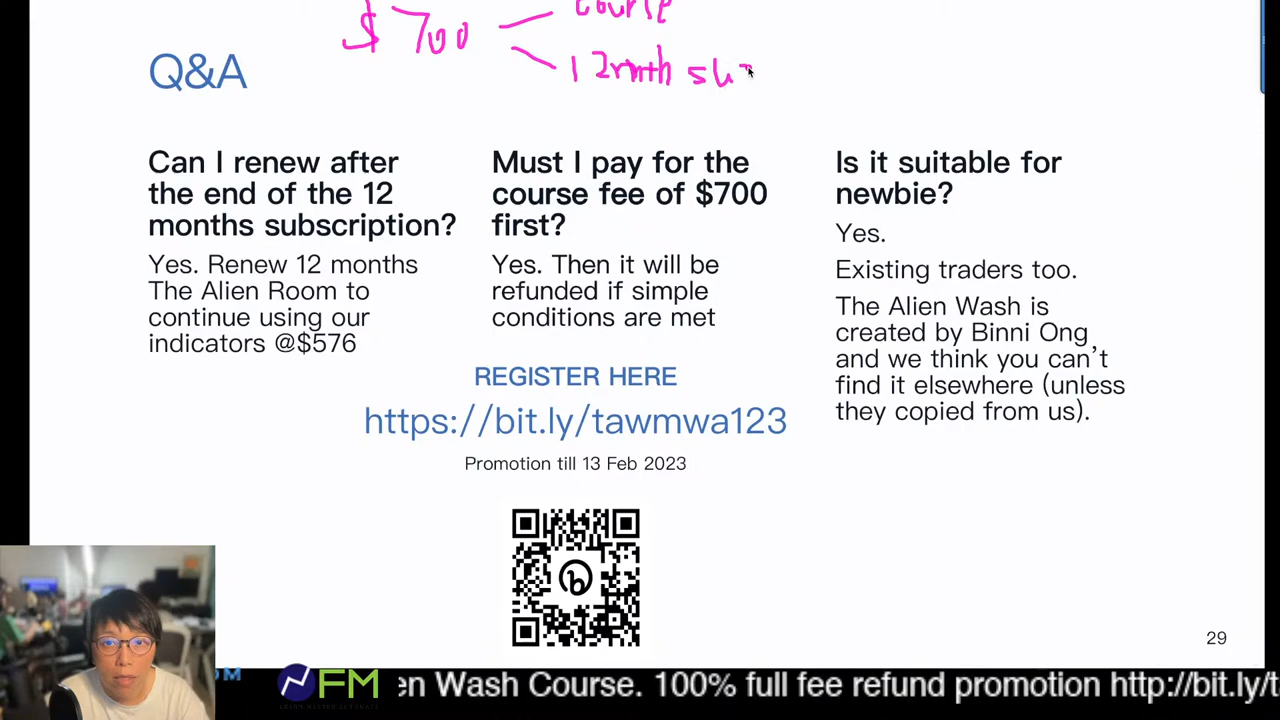 course
$ 700
12mth
Q&A
Can I renew after
the end of the 12
months subscription?
Yes. Renew 12 months
The Alien Room to
continue using our
indicators @$576
Must I pay for the
course fee of $700
first?
Yes. Then it will be
refunded if simple
conditions are met
Is it suitable for
newbie?
Yes.
Existing traders too.
The Alien Wash is
created by Binni Ong
and we think you can’t
find it elsewhere (unless
they copied from us).
REGISTER HERE
https://bit.ly/tawmwa123
Promotion till 13 Feb 2023
29
OM
FM
en Wash Course. 100% full fee refund promotion http://bit.ly/t